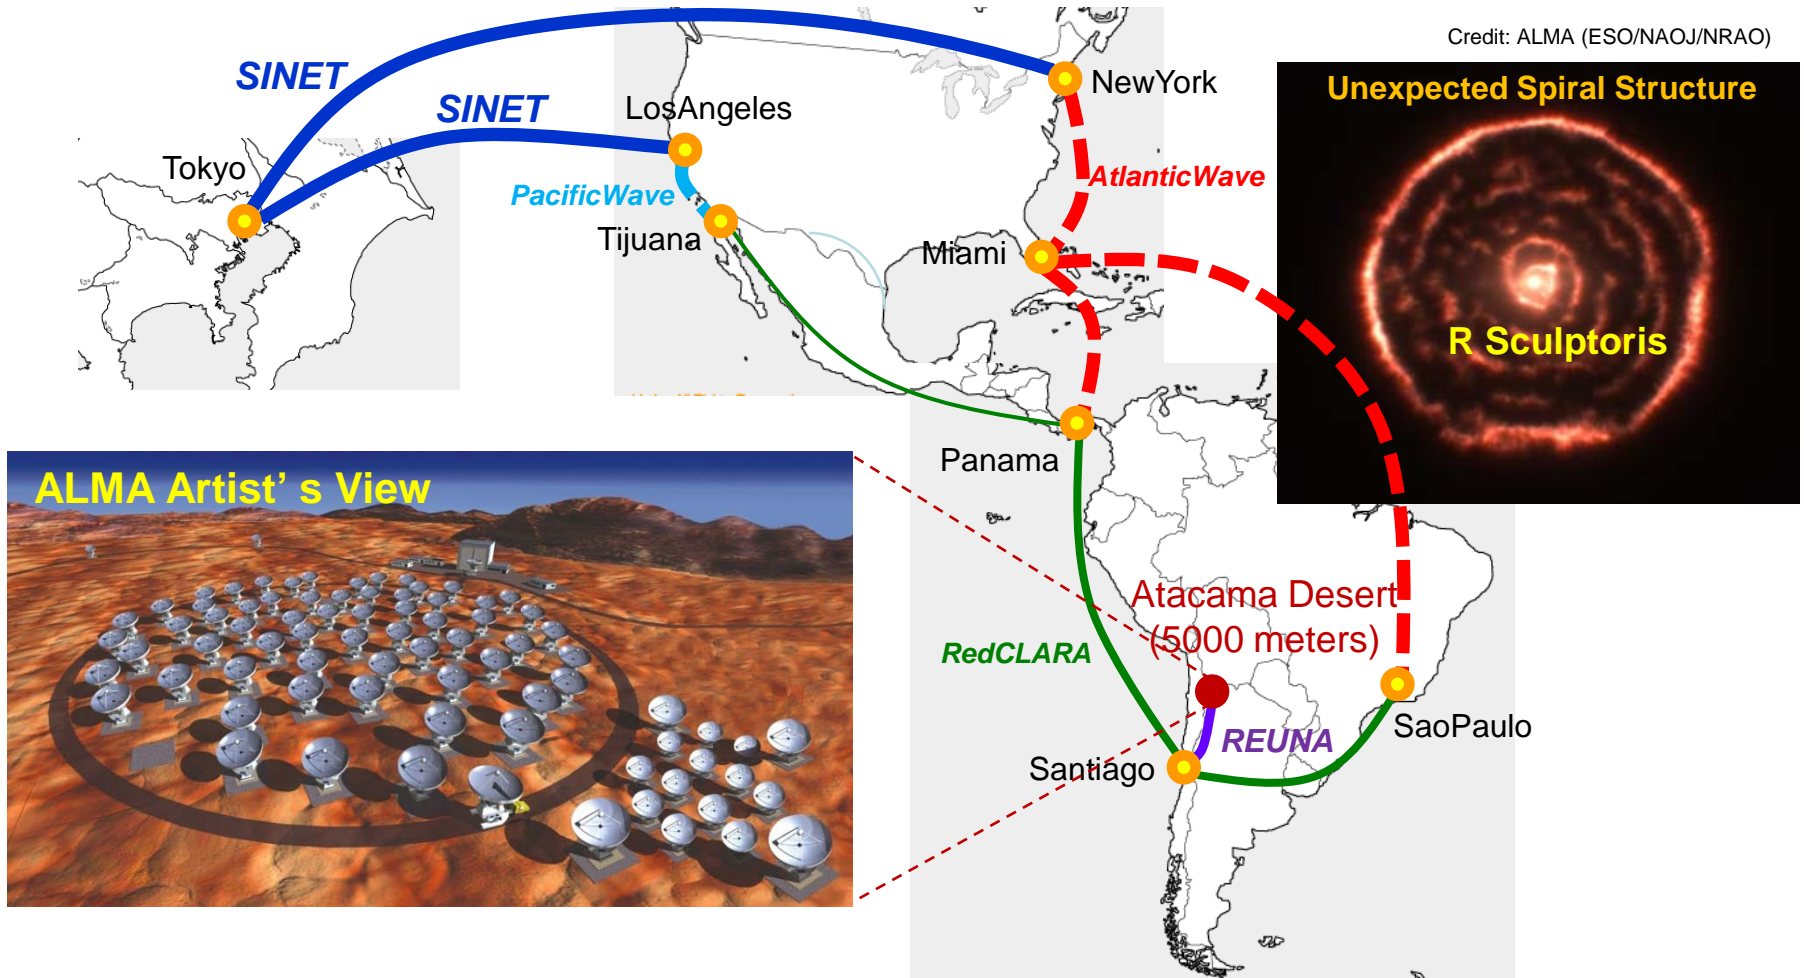 Credit: ALMA (ESO/NAOJ/NRAO)
SINET
SINET
LosAngeles
NewYork
Unexpected Spiral Structure
Tokyo
PacificWave
AtlanticWave
Tijuana
Miami
R Sculptoris
Panama
ALMA Artist’ s View
Atacama Desert
(5000 meters)
RedCLARA
REUNA
SaoPaulo
Santiago